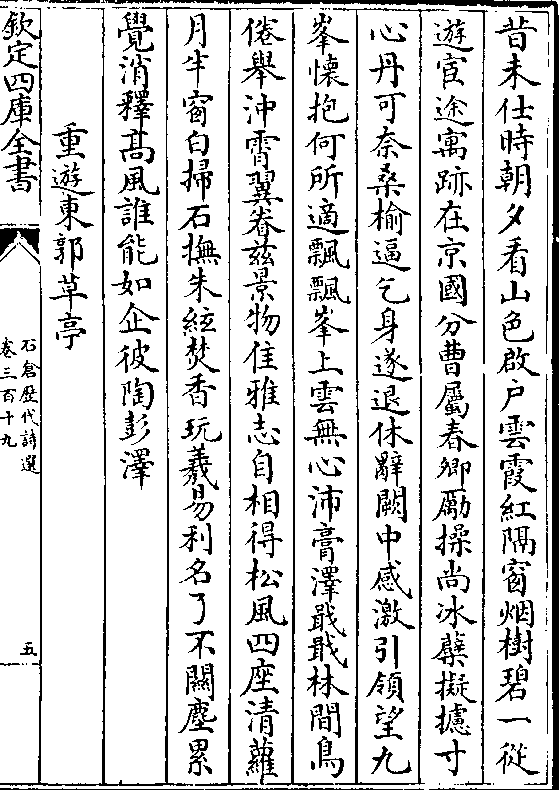 昔未仕時朝夕看山色啟户雲霞紅隔窗烟樹碧一從
遊宦途寓跡在京國分曹屬春卿勵操尚冰蘗擬攄寸
心丹可奈桑榆逼乞身遂退休辭闕中感激引領望九
峯懷抱何所適飄飄峯上雲無心沛膏澤戢戢林間鳥
倦舉沖霄翼眷兹景物佳雅志自相得松風四座清蘿
月半窗白掃石撫朱絃焚香玩羲易利名了不關塵累
覺消釋髙風誰能如企彼陶彭澤
重遊東郭草亭
欽定四庫全書
石倉歴代詩選
卷三百十九
五